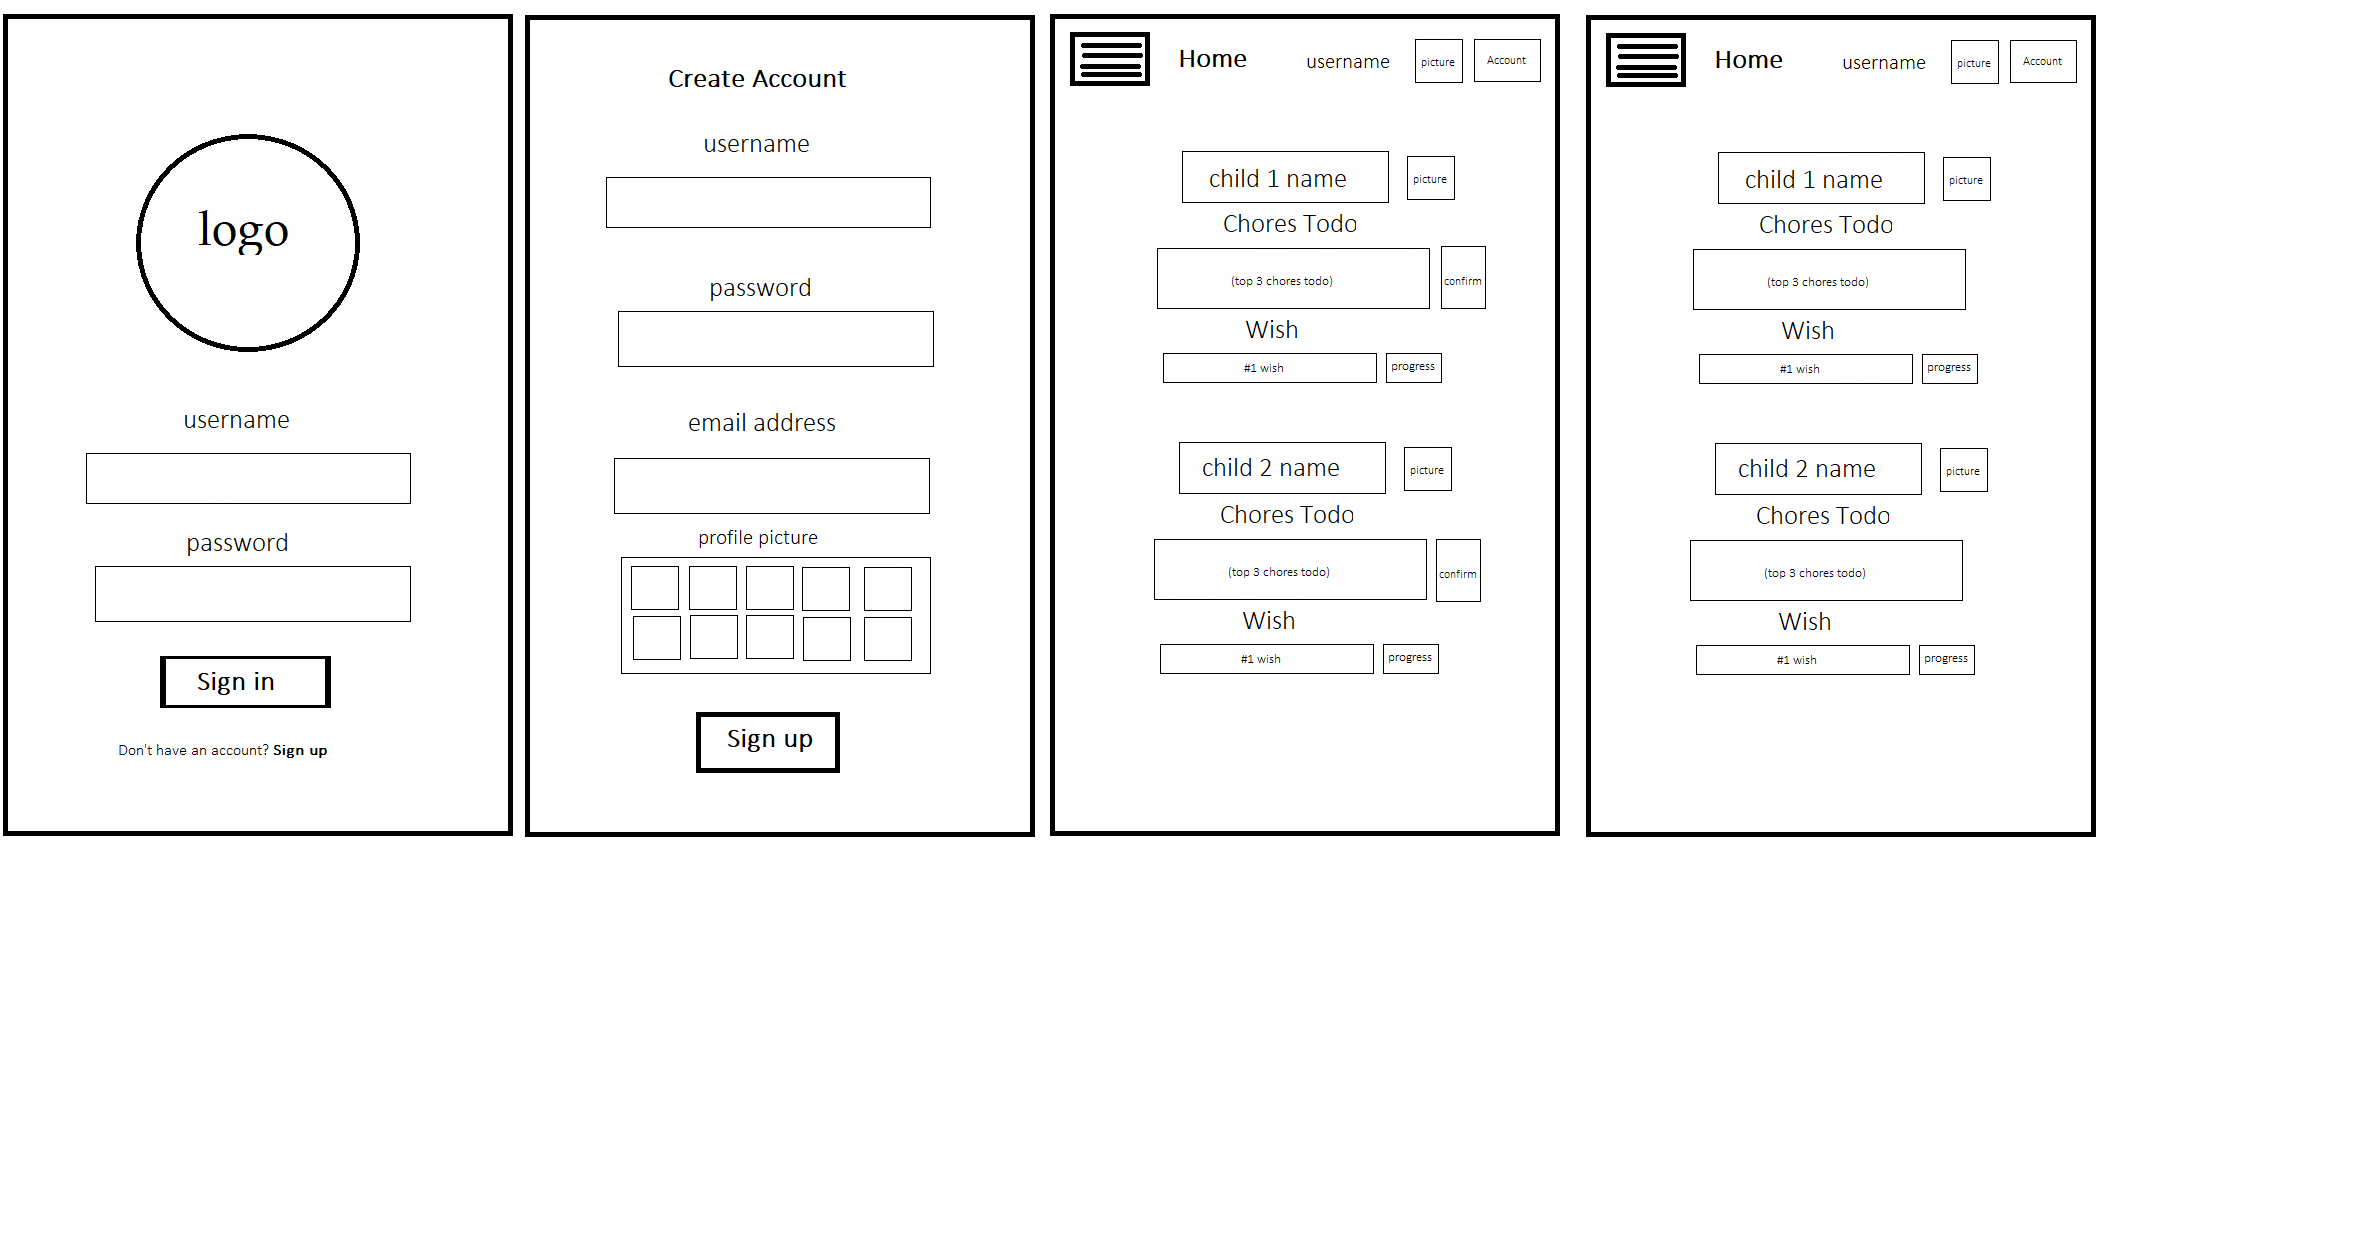 logo
username
password
Sign in
Don't have an account? Sign up
Create Account
username
password
email address
profile picture
Sign up
Home username picture Account
child 1 name picture
Chores Todo
(top 3 chores todo) confirm
Wish
#1 wish progress
child 2 name picture
Chores Todo
(top 3 chores todo) confirm
Wish
#1 wish progress
Home username picture Account
child 1 name picture
Chores Todo
(top 3 chores todo)
Wish
#1 wish progress
child 2 name picture
Chores Todo
(top 3 chores todo)
Wish
#1 wish progress